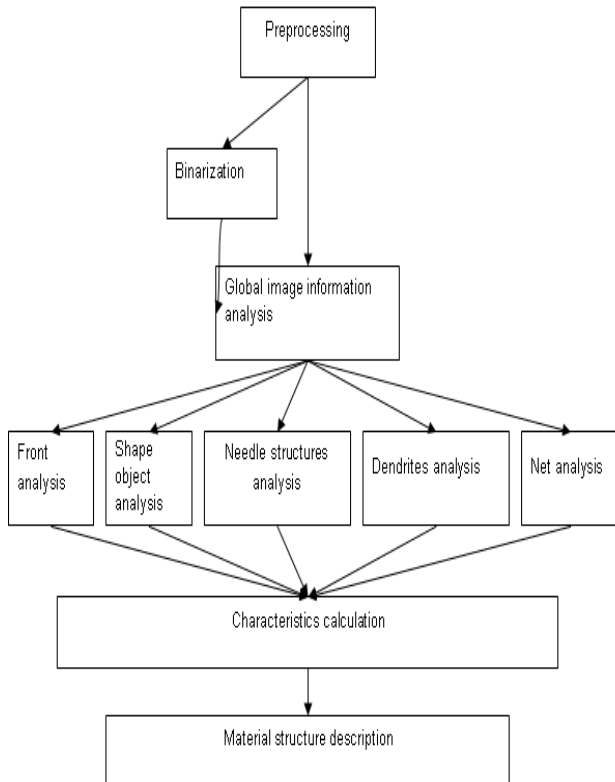 Preprocessing
Binarization
Global image information
analysis
Front
analysis
Shape
object
analysis
Needle structures
analysis
Dendrites analysis
Net analysis
Characteristics calculation
Material structure description